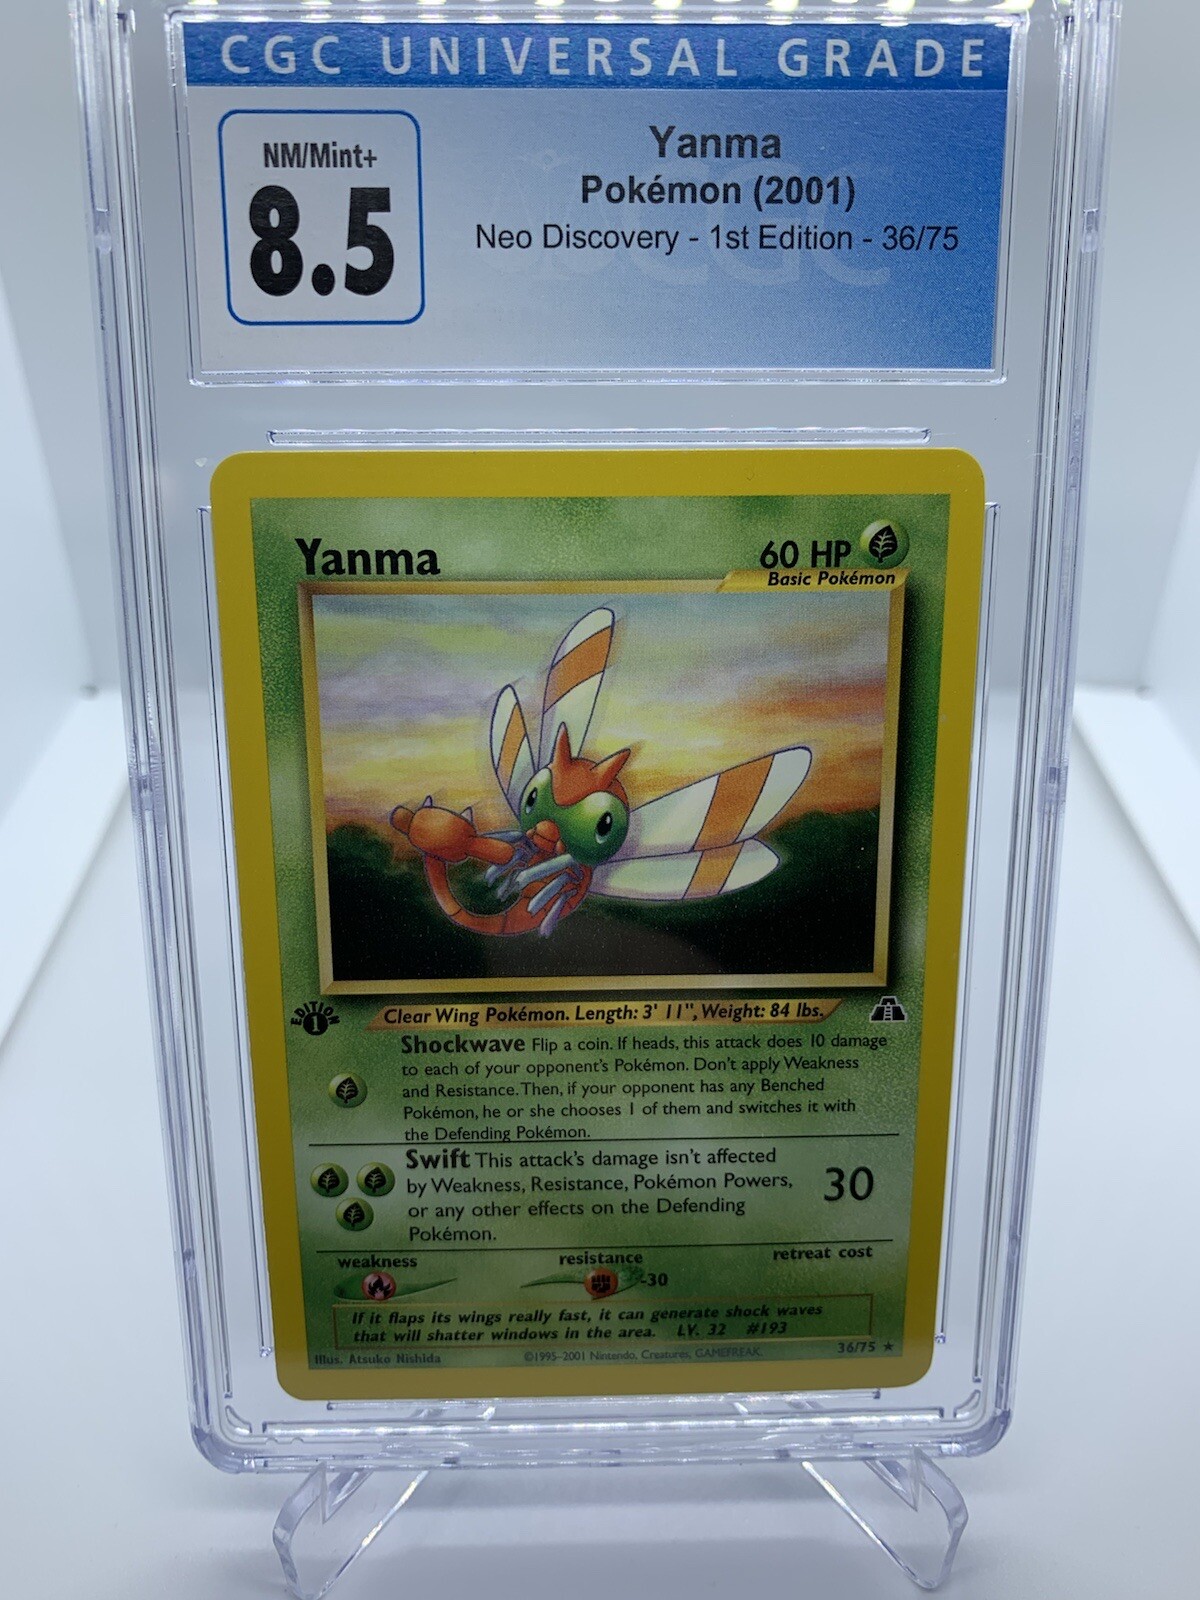 CGC UNIVERSAL GRADE
NM/Mint+
8.5
Yanma
Pokémon (2001)
Neo Discovery - 1st Edition - 36/75
Yanma
60 HP
Basic Pokémon
EDITION
1
Clear Wing Pokémon. Length: 3' 11", Weight: 84 lbs.
Shockwave Flip a coin. If heads, this attack does 10 damage
to each of your opponent's Pokémon. Don't apply Weakness
and Resistance. Then, if your opponent has any Benched
Pokémon, he or she chooses 1 of them and switches it with
the Defending Pokémon.
Swift This attack's damage isn't affected
by Weakness, Resistance, Pokémon Powers,
or any other effects on the Defending
Pokémon.
30
weakness
resistance
-30
retreat cost
If it flaps its wings really fast, it can generate shock waves
that will shatter windows in the area. LV. 32 #193
Illus. Atsuko Nishida
©1995-2001 Nintendo, Creatures, GAMEFREAK.
36/75 ★